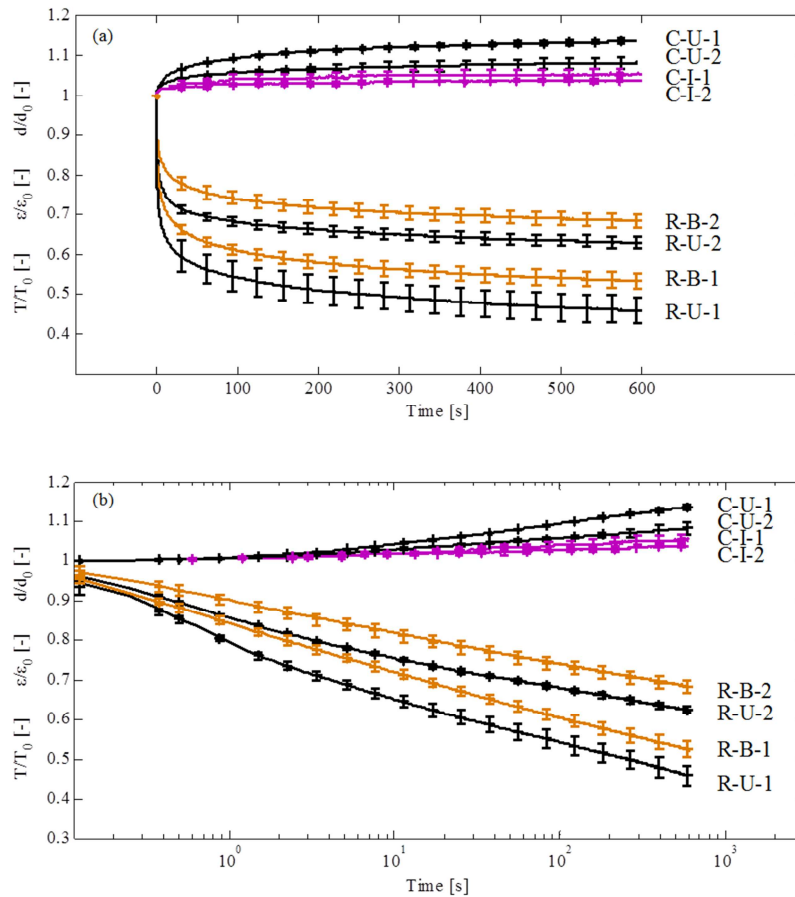 1.2
(a)
C-U-1
1.1
C-U-2
C-I-1
1
C-I-2
0.9
0.8
0.7
R-B-2
R-U-2
0.6
R-B-1
0.5
R-U-1
0.4
T/T0 [-] ε/ε0 [-] d/d0 [-]
0 100 200 300 400 500 600
Time [s]
1.2
(b)
C-U-1
1.1
C-U-2
C-I-1
1
C-I-2
0.9
0.8
0.7
R-B-2
R-U-2
0.6
R-B-1
0.5
R-U-1
0.4
0.3
T/T0 [-] ε/ε0 [-] d/d0 [-]
10^0 10^1 10^2 10^3
Time [s]